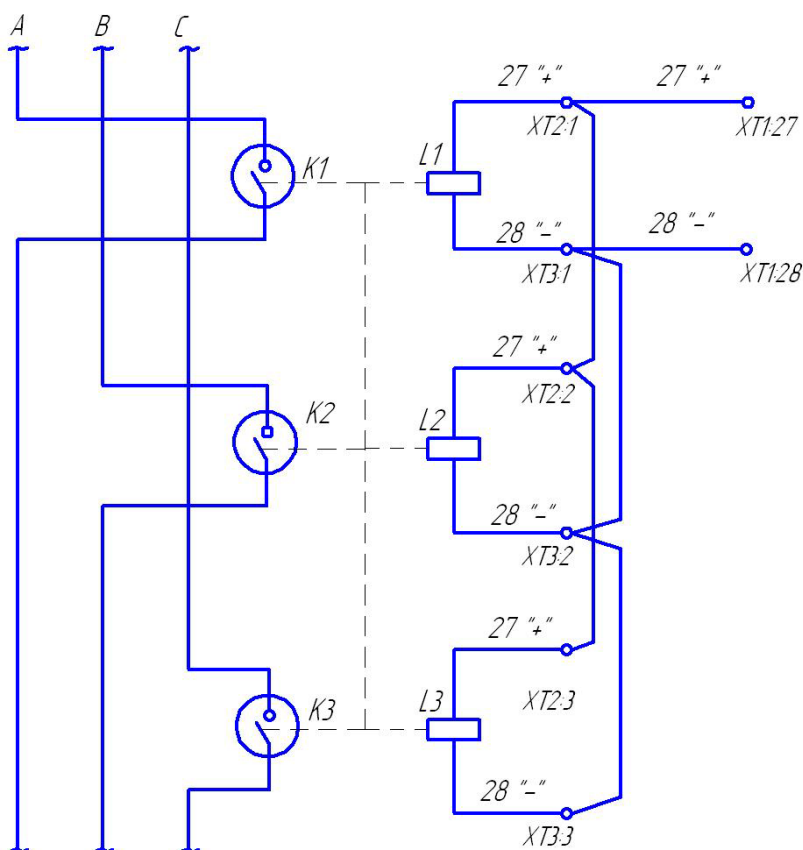 A B C
27 "+" 27 "+"
XT2:1 XT1:27
K1 L1
28 "-" 28 "-"
XT3:1 XT1:28
27 "+"
XT2:2
K2 L2
28 "-"
XT3:2
27 "+"
XT2:3
K3 L3
28 "-"
XT3:3